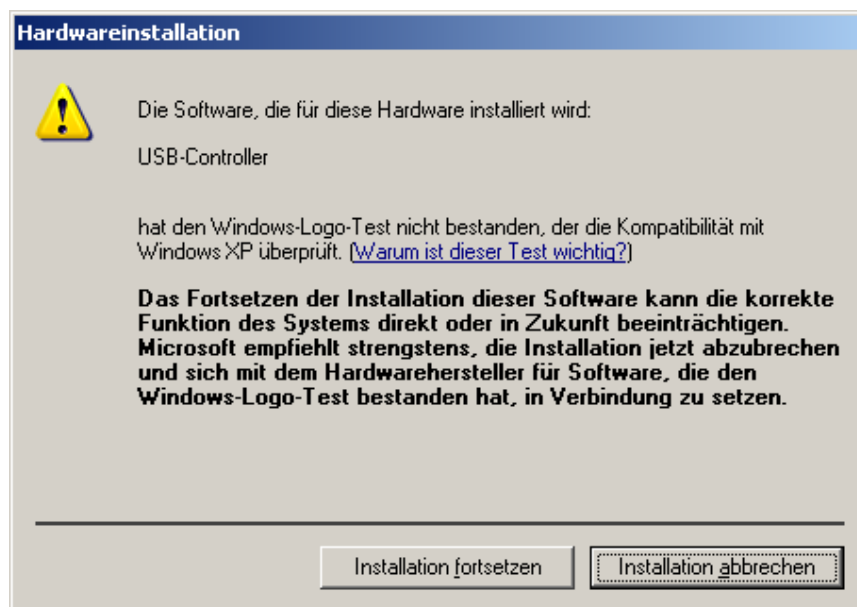 Hardwareinstallation
Die Software, die für diese Hardware installiert wird:
USB-Controller
hat den Windows-Logo-Test nicht bestanden, der die Kompatibilität mit
Windows XP überprüft. (Warum ist dieser Test wichtig?)
Das Fortsetzen der Installation dieser Software kann die korrekte
Funktion des Systems direkt oder in Zukunft beeinträchtigen.
Microsoft empfiehlt strengstens, die Installation jetzt abzubrechen
und sich mit dem Hardwarehersteller für Software, die den
Windows-Logo-Test bestanden hat, in Verbindung zu setzen.
Installation fortsetzen
Installation abbrechen